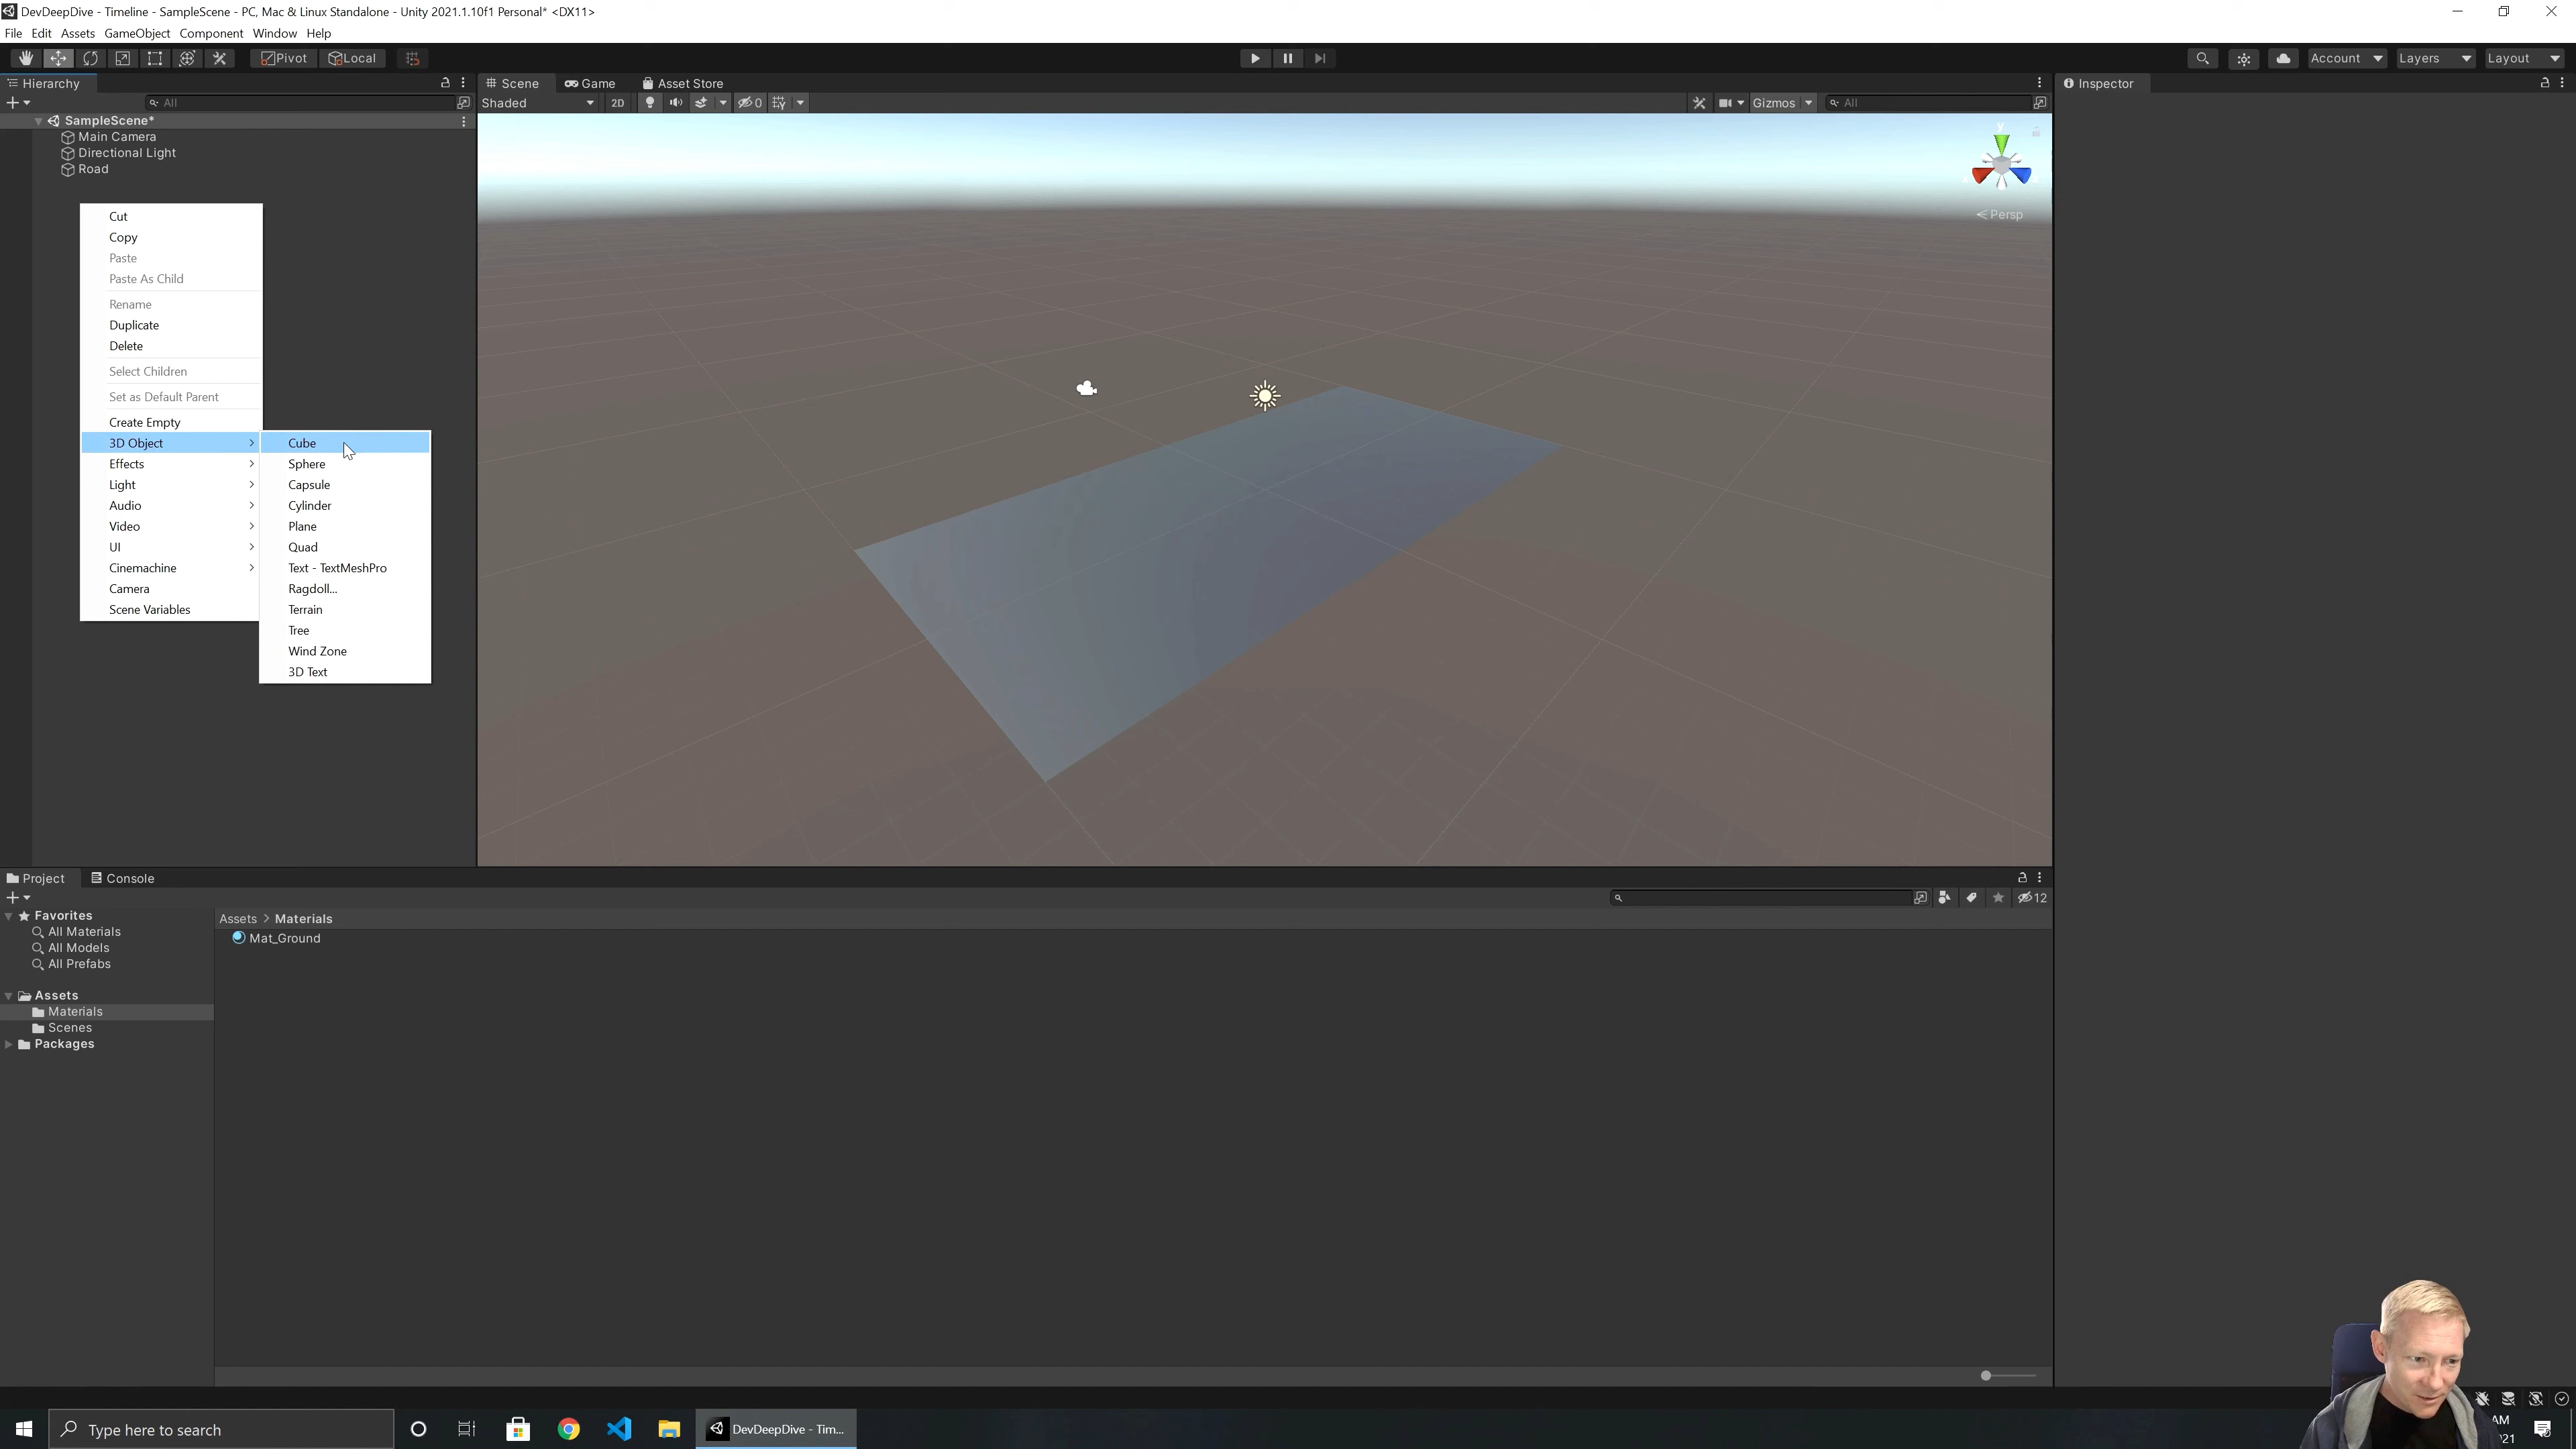 DevDeepDive - Timeline - SampleScene - PC, Mac & Linux Standalone - Unity 2021.1.10f1 Personal* <DX11>
File Edit Assets GameObject Component Window Help
Pivot Local
Account Layers Layout
Hierarchy
All
SampleScene*
Main Camera
Directional Light
Road
Cut
Copy
Paste
Paste As Child
Rename
Duplicate
Delete
Select Children
Set as Default Parent
Create Empty
3D Object
Effects
Light
Audio
Video
UI
Cinemachine
Camera
Scene Variables
Cube
Sphere
Capsule
Cylinder
Plane
Quad
Text - TextMeshPro
Ragdoll...
Terrain
Tree
Wind Zone
3D Text
Scene Game Asset Store
Shaded 2D 0 Gizmos All
y
Persp
Inspector
Project Console
12
Favorites
All Materials
All Models
All Prefabs
Assets
Materials
Scenes
Packages
Assets > Materials
Mat_Ground
Type here to search
DevDeepDive - Tim...
AM
021